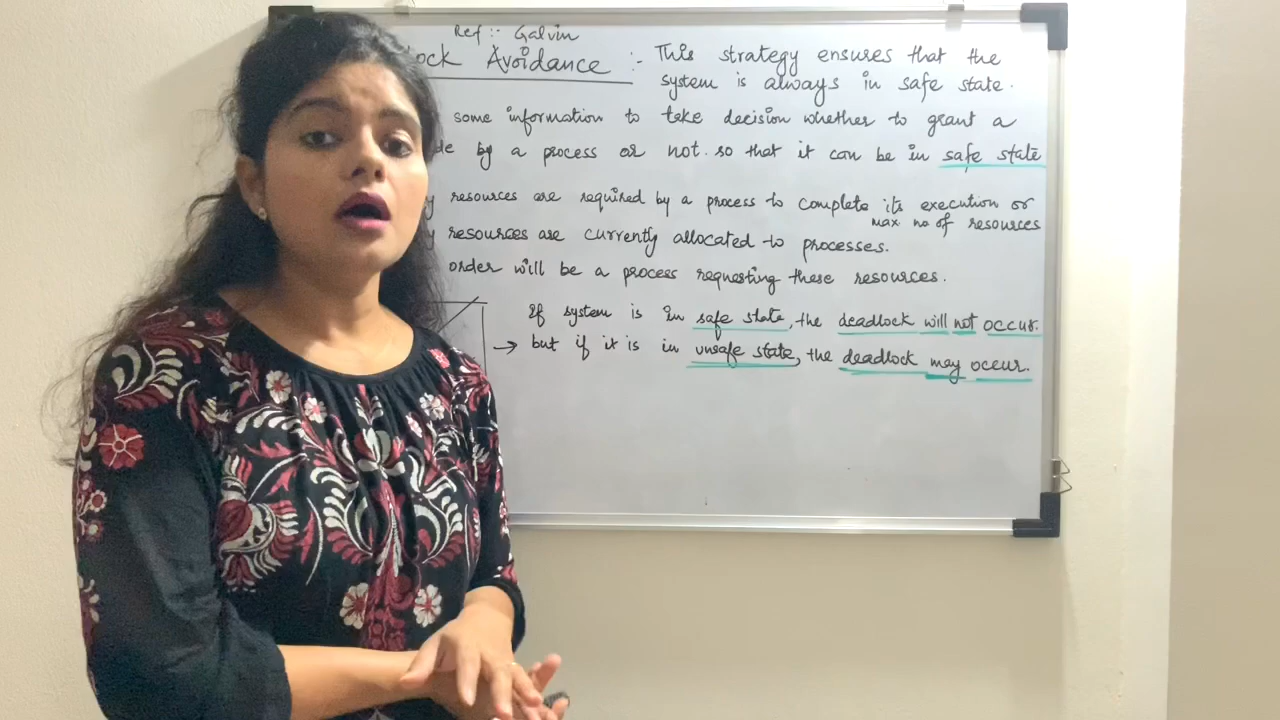 Ref :- Galvin
ock Avoidance :- This strategy ensures that the
system is always in safe state.
some information to take decision whether to grant a
de by a process or not. so that it can be in safe state
y resources are required by a process to complete its execution or
max no of resources
y resources are currently allocated to processes.
order will be a process requesting these resources.
If system is in safe state, the deadlock will not occur.
→ but if it is in unsafe state, the deadlock may occur.